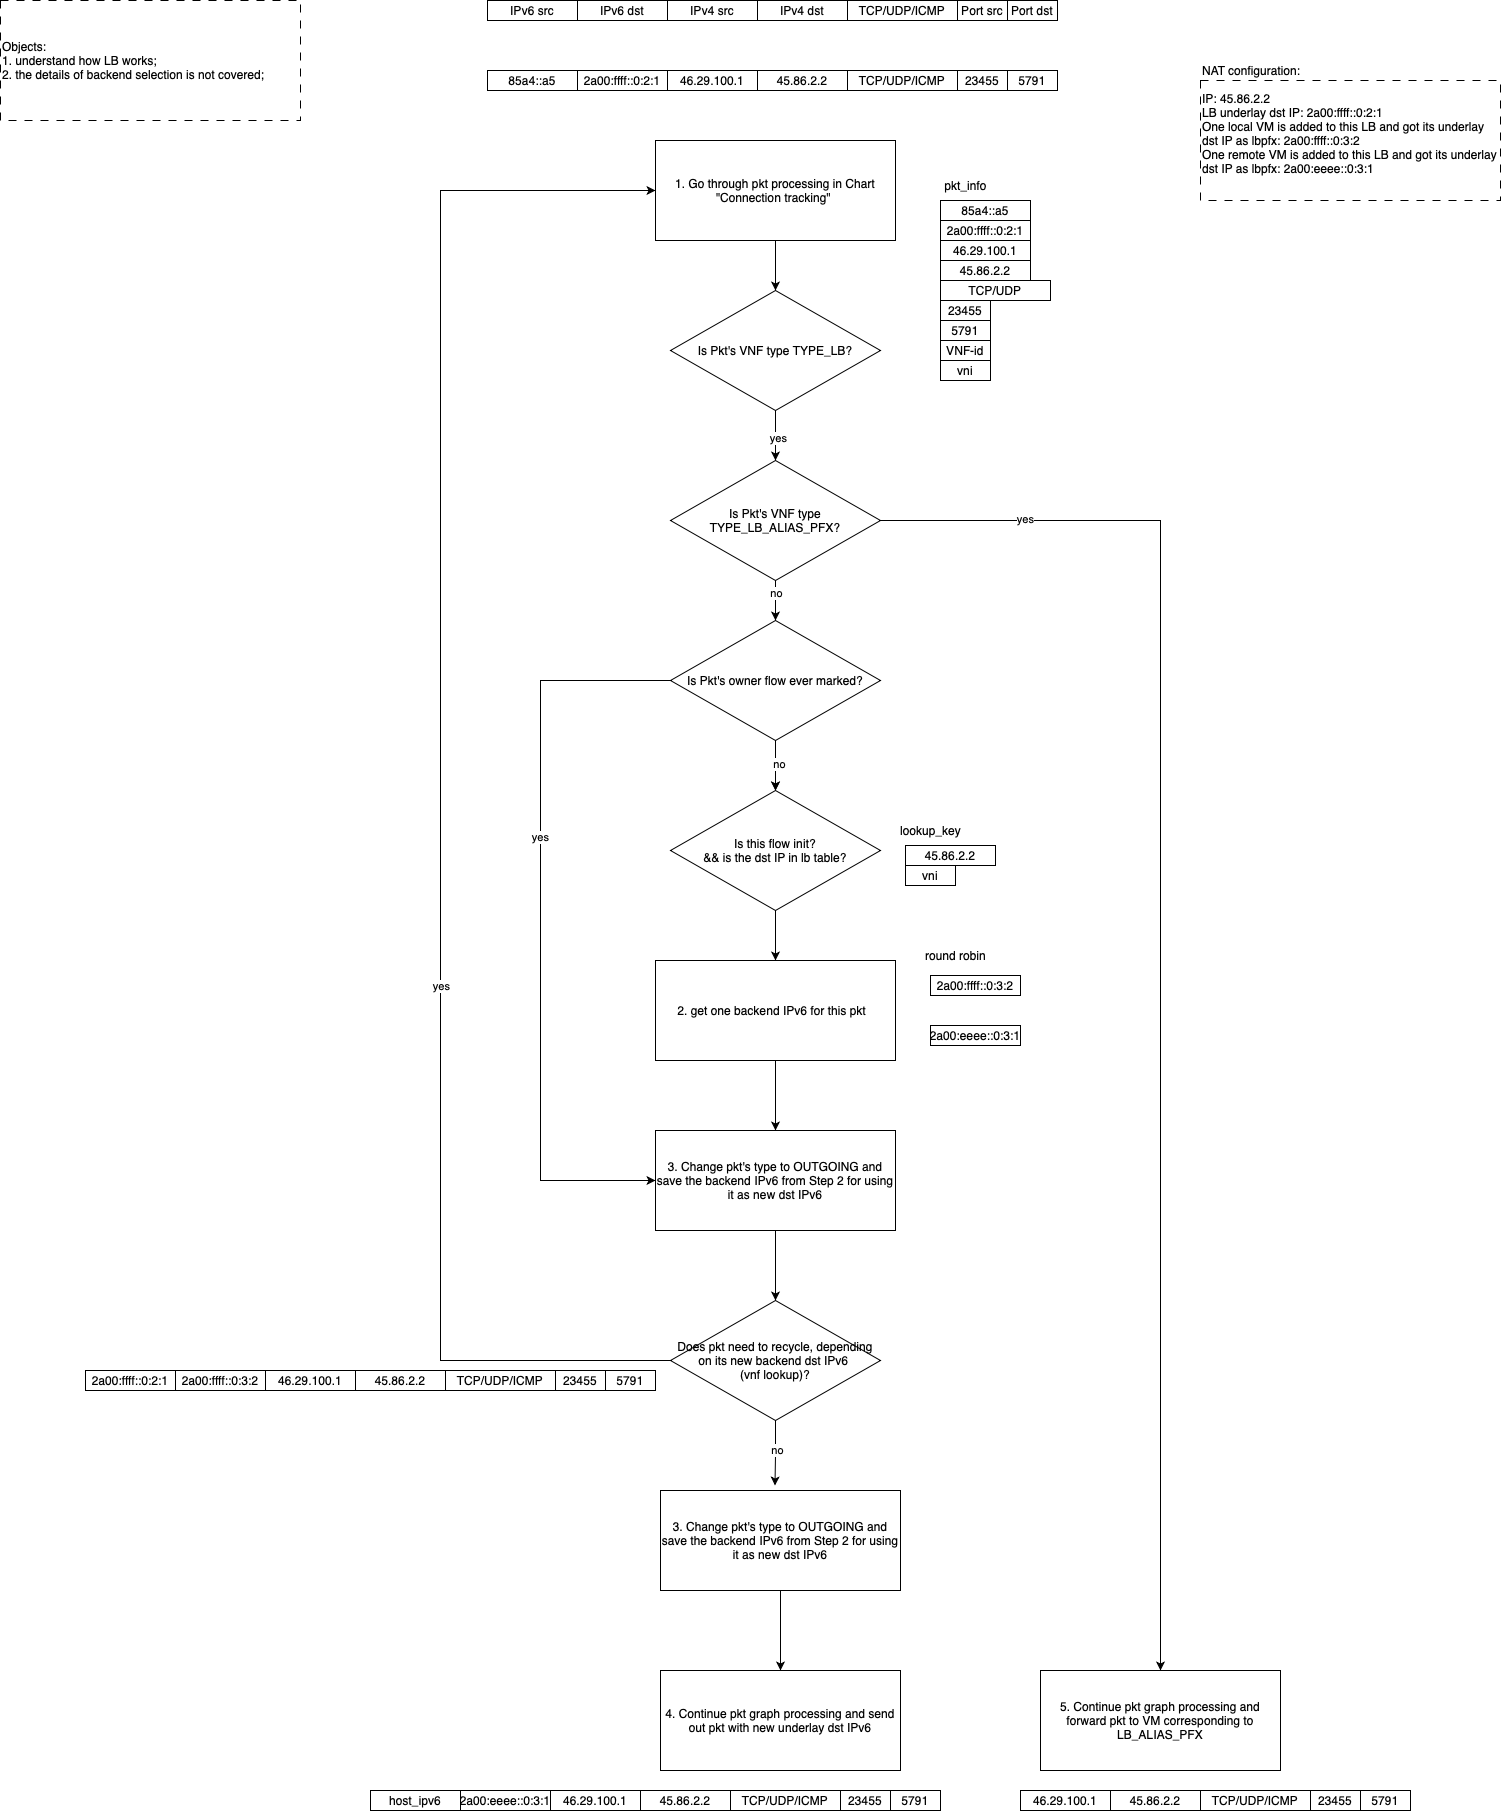 IPv6 src IPv6 dst IPv4 src IPv4 dst TCP/UDP/ICMP Port src Port dst
Objects:
1. understand how LB works;
2. the details of backend selection is not covered;
85a4::a5 2a00:ffff::0:2:1 46.29.100.1 45.86.2.2 TCP/UDP/ICMP 23455 5791
NAT configuration:
IP: 45.86.2.2
LB underlay dst IP: 2a00:ffff::0:2:1
One local VM is added to this LB and got its underlay
dst IP as lbpfx: 2a00:ffff::0:3:2
One remote VM is added to this LB and got its underlay
dst IP as lbpfx: 2a00:eeee::0:3:1
1. Go through pkt processing in Chart
"Connection tracking"
pkt_info
85a4::a5
2a00:ffff::0:2:1
46.29.100.1
45.86.2.2
TCP/UDP
23455
5791
VNF-id
vni
Is Pkt's VNF type TYPE_LB?
yes
Is Pkt's VNF type
TYPE_LB_ALIAS_PFX?
yes
no
Is Pkt's owner flow ever marked?
no
yes
Is this flow init?
&& is the dst IP in lb table?
lookup_key
45.86.2.2
vni
round robin
2a00:ffff::0:3:2
2a00:eeee::0:3:1
yes
2. get one backend IPv6 for this pkt
3. Change pkt's type to OUTGOING and
save the backend IPv6 from Step 2 for using
it as new dst IPv6
Does pkt need to recycle, depending
on its new backend dst IPv6
(vnf lookup)?
2a00:ffff::0:2:1 2a00:ffff::0:3:2 46.29.100.1 45.86.2.2 TCP/UDP/ICMP 23455 5791
no
3. Change pkt's type to OUTGOING and
save the backend IPv6 from Step 2 for using
it as new dst IPv6
4. Continue pkt graph processing and send
out pkt with new underlay dst IPv6
5. Continue pkt graph processing and
forward pkt to VM corresponding to
LB_ALIAS_PFX
host_ipv6 2a00:eeee::0:3:1 46.29.100.1 45.86.2.2 TCP/UDP/ICMP 23455 5791
46.29.100.1 45.86.2.2 TCP/UDP/ICMP 23455 5791